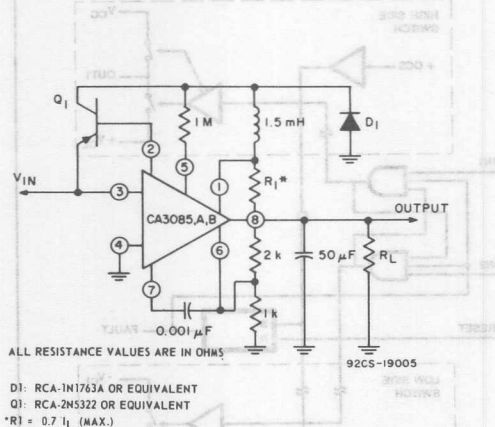 Q1
1 M
1.5 mH
D1
VIN
2
5
1
R1*
3
CA3085,A,B
8
OUTPUT
4
6
2 k
50 μF
RL
7
0.001 μF
1k
ALL RESISTANCE VALUES ARE IN OHMS
92CS-19005
D1: RCA-1N1763A OR EQUIVALENT
Q1: RCA-2N5322 OR EQUIVALENT
*R1 = 0.7 I1 (MAX.)